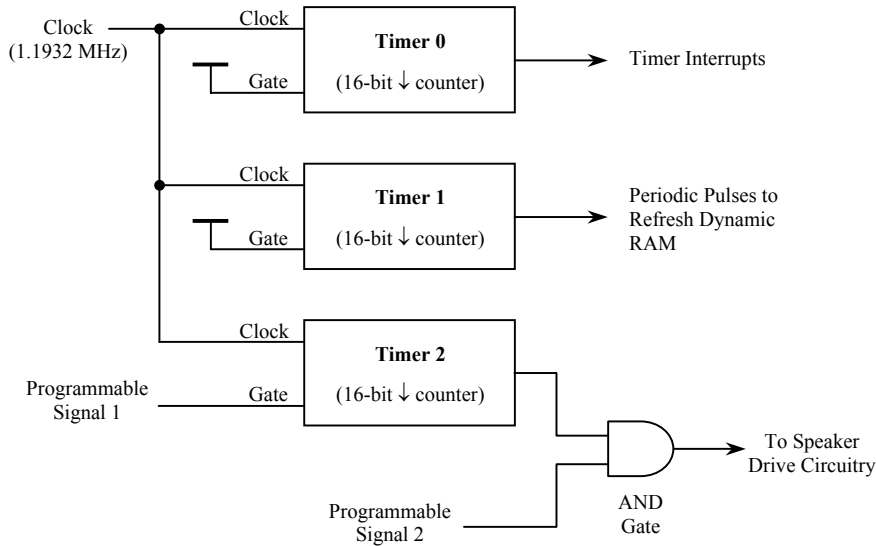 Clock
(1.1932 MHz)
Clock
Gate
Timer 0
(16-bit ↓ counter)
Timer Interrupts
Clock
Gate
Timer 1
(16-bit ↓ counter)
Periodic Pulses to
Refresh Dynamic
RAM
Clock
Gate
Timer 2
(16-bit ↓ counter)
Programmable
Signal 1
To Speaker
Drive Circuitry
AND
Gate
Programmable
Signal 2